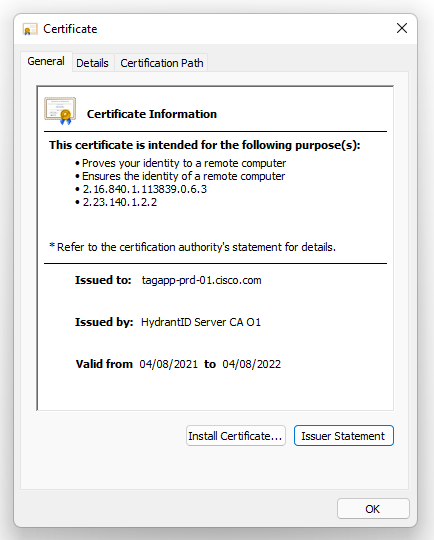 Certificate
General Details Certification Path
Certificate Information
This certificate is intended for the following purpose(s):
• Proves your identity to a remote computer
• Ensures the identity of a remote computer
• 2.16.840.1.113839.0.6.3
• 2.23.140.1.2.2
* Refer to the certification authority's statement for details.
Issued to: tagapp-prd-01.cisco.com
Issued by: HydrantID Server CA O1
Valid from 04/08/2021 to 04/08/2022
Install Certificate... Issuer Statement
OK